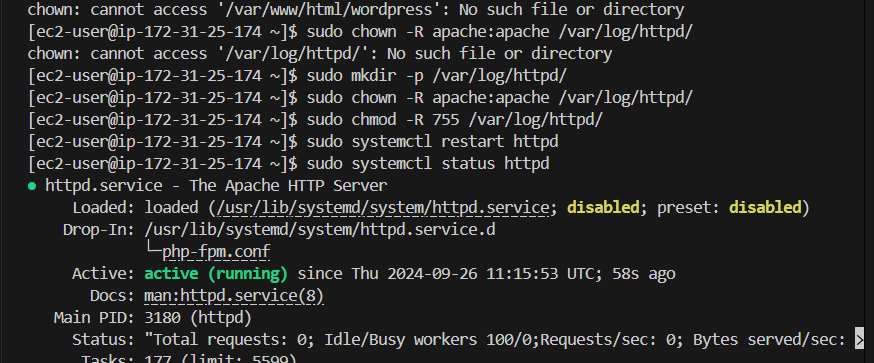 chown: cannot access '/var/www/html/wordpress': No such file or directory
[ec2-user@ip-172-31-25-174 ~]$ sudo chown -R apache:apache /var/log/httpd/
chown: cannot access '/var/log/httpd/': No such file or directory
[ec2-user@ip-172-31-25-174 ~]$ sudo mkdir -p /var/log/httpd/
[ec2-user@ip-172-31-25-174 ~]$ sudo chown -R apache:apache /var/log/httpd/
[ec2-user@ip-172-31-25-174 ~]$ sudo chmod -R 755 /var/log/httpd/
[ec2-user@ip-172-31-25-174 ~]$ sudo systemctl restart httpd
[ec2-user@ip-172-31-25-174 ~]$ sudo systemctl status httpd
● httpd.service - The Apache HTTP Server
Loaded: loaded (/usr/lib/systemd/system/httpd.service; disabled; preset: disabled)
Drop-In: /usr/lib/systemd/system/httpd.service.d
└─php-fpm.conf
Active: active (running) since Thu 2024-09-26 11:15:53 UTC; 58s ago
Docs: man:httpd.service(8)
Main PID: 3180 (httpd)
Status: "Total requests: 0; Idle/Busy workers 100/0;Requests/sec: 0; Bytes served/sec: >
Tasks: 177 (limit: 5599)